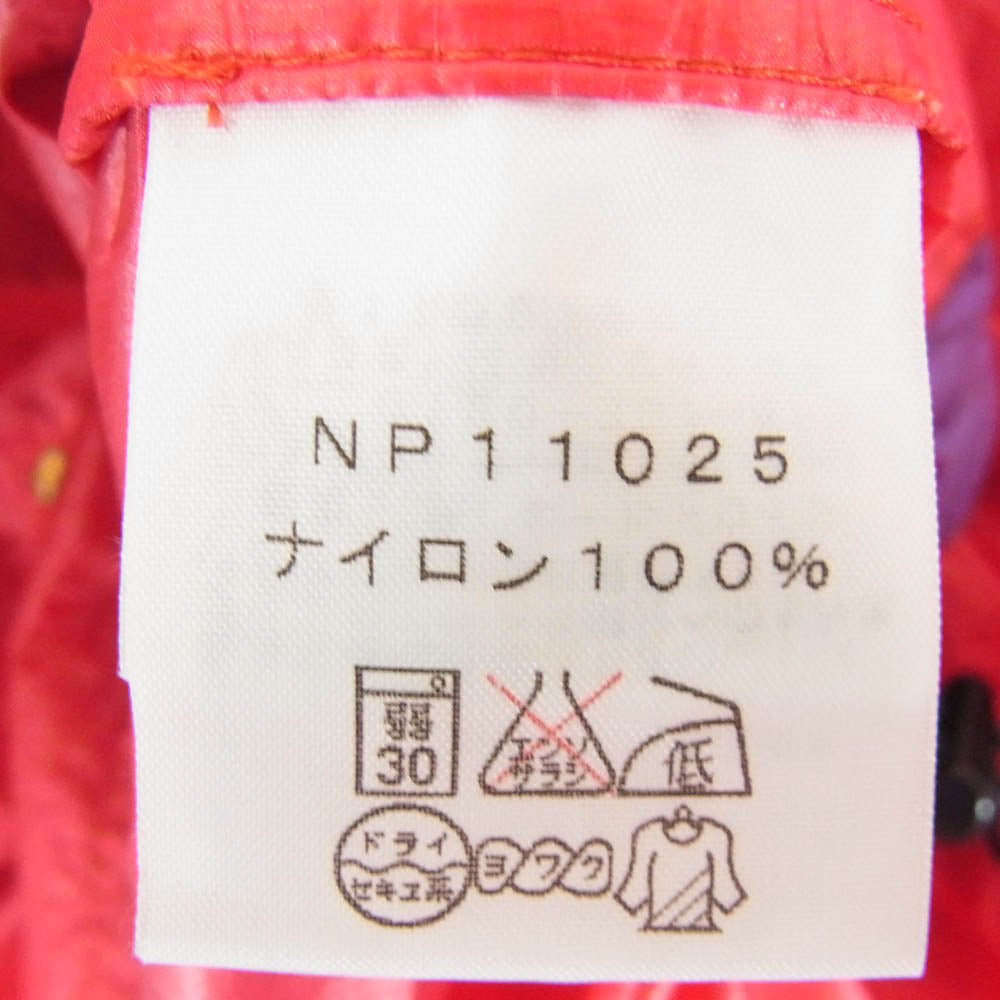 NP11025
ナイロン100%
弱
30
エンソ
サラシ
低
ドライ
セキユ系
ヨワク